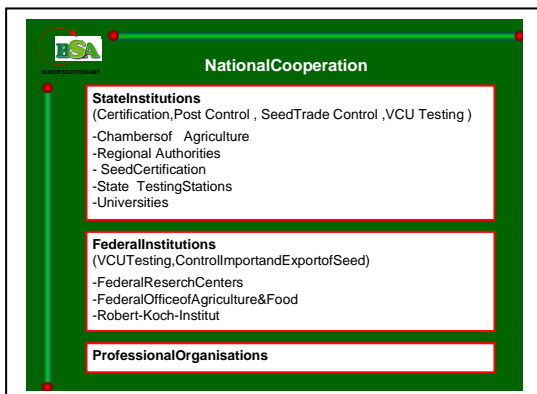 BSA
BUNDESSORTENAMT
NationalCooperation
StateInstitutions
(Certification,Post Control , SeedTrade Control ,VCU Testing )
-Chambersof Agriculture
-Regional Authorities
- SeedCertification
-State TestingStations
-Universities
FederalInstitutions
(VCUTesting,ControlImportandExportofSeed)
-FederalReserchCenters
-FederalOfficeofAgriculture&Food
-Robert-Koch-Institut
ProfessionalOrganisations